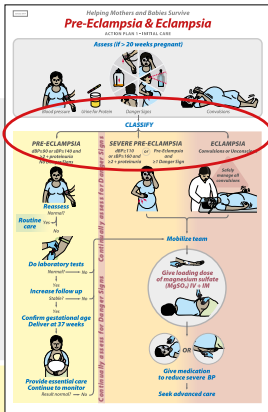 Helping Mothers and Babies Survive
Pre-Eclampsia & Eclampsia
ACTION PLAN 1 • INITIAL CARE
Assess (if > 20 weeks pregnant)
Blood pressure
Urine for Protein
Danger Signs
Convulsions
CLASSIFY
PRE-ECLAMPSIA
dBP≥90 or sBP≥140 and
≥2 + proteinuria
No Danger Signs
SEVERE PRE-ECLAMPSIA
dBP≥110
or sBP≥160 and
≥2 + proteinuria
or
Pre-Eclampsia
and
≥1 Danger Sign
ECLAMPSIA
Convulsions or Unconscious
Safely
manage all
convulsions
Continually assess for Danger Signs
Continually assess for Danger Signs
Reassess
Normal?
Routine
care
Yes
No
Do laboratory tests
Normal?
No
Yes
Increase follow up
Stable?
No
Yes
Confirm gestational age
Deliver at 37 weeks
Provide essential care
Continue to monitor
Result normal?
No
Mobilize team
Give loading dose
of magnesium sulfate
(MgSO₄) IV + IM
OR
Give medication
to reduce severe BP
Seek advanced care